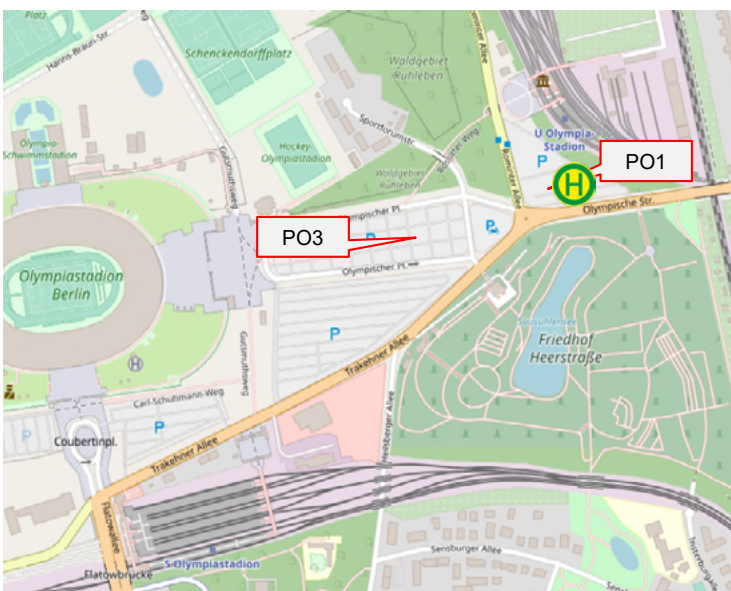 Platz
Hanns-Braun-Str.
Schenckendorffplatz
Waldgebiet
Ruhleben
Rominter Allee
Olympia-
Schwimmstadion
Hockey-
Olympiastadion
Sportforumstr.
Rossitter Weg
U Olympia-
Stadion
P
PO1
H
Rominter Allee
Waldgebiet
Ruhleben
Gutsmuthsweg
Olympischer Pl.
Olympische Str.
PO3
P
P
Olympischer Pl.
Olympiastadion
Berlin
Sausuhlensee
Friedhof
Heerstraße
P
Trakehner Allee
Gutsmuthsweg
H
Carl-Schuhmann-Weg
P
P
Coubertinpl.
Trakehner Allee
Heilsberger Allee
Flatowallee
Sensburger Allee
Insterburgallee
S Olympiastadion
Flatowbrücke